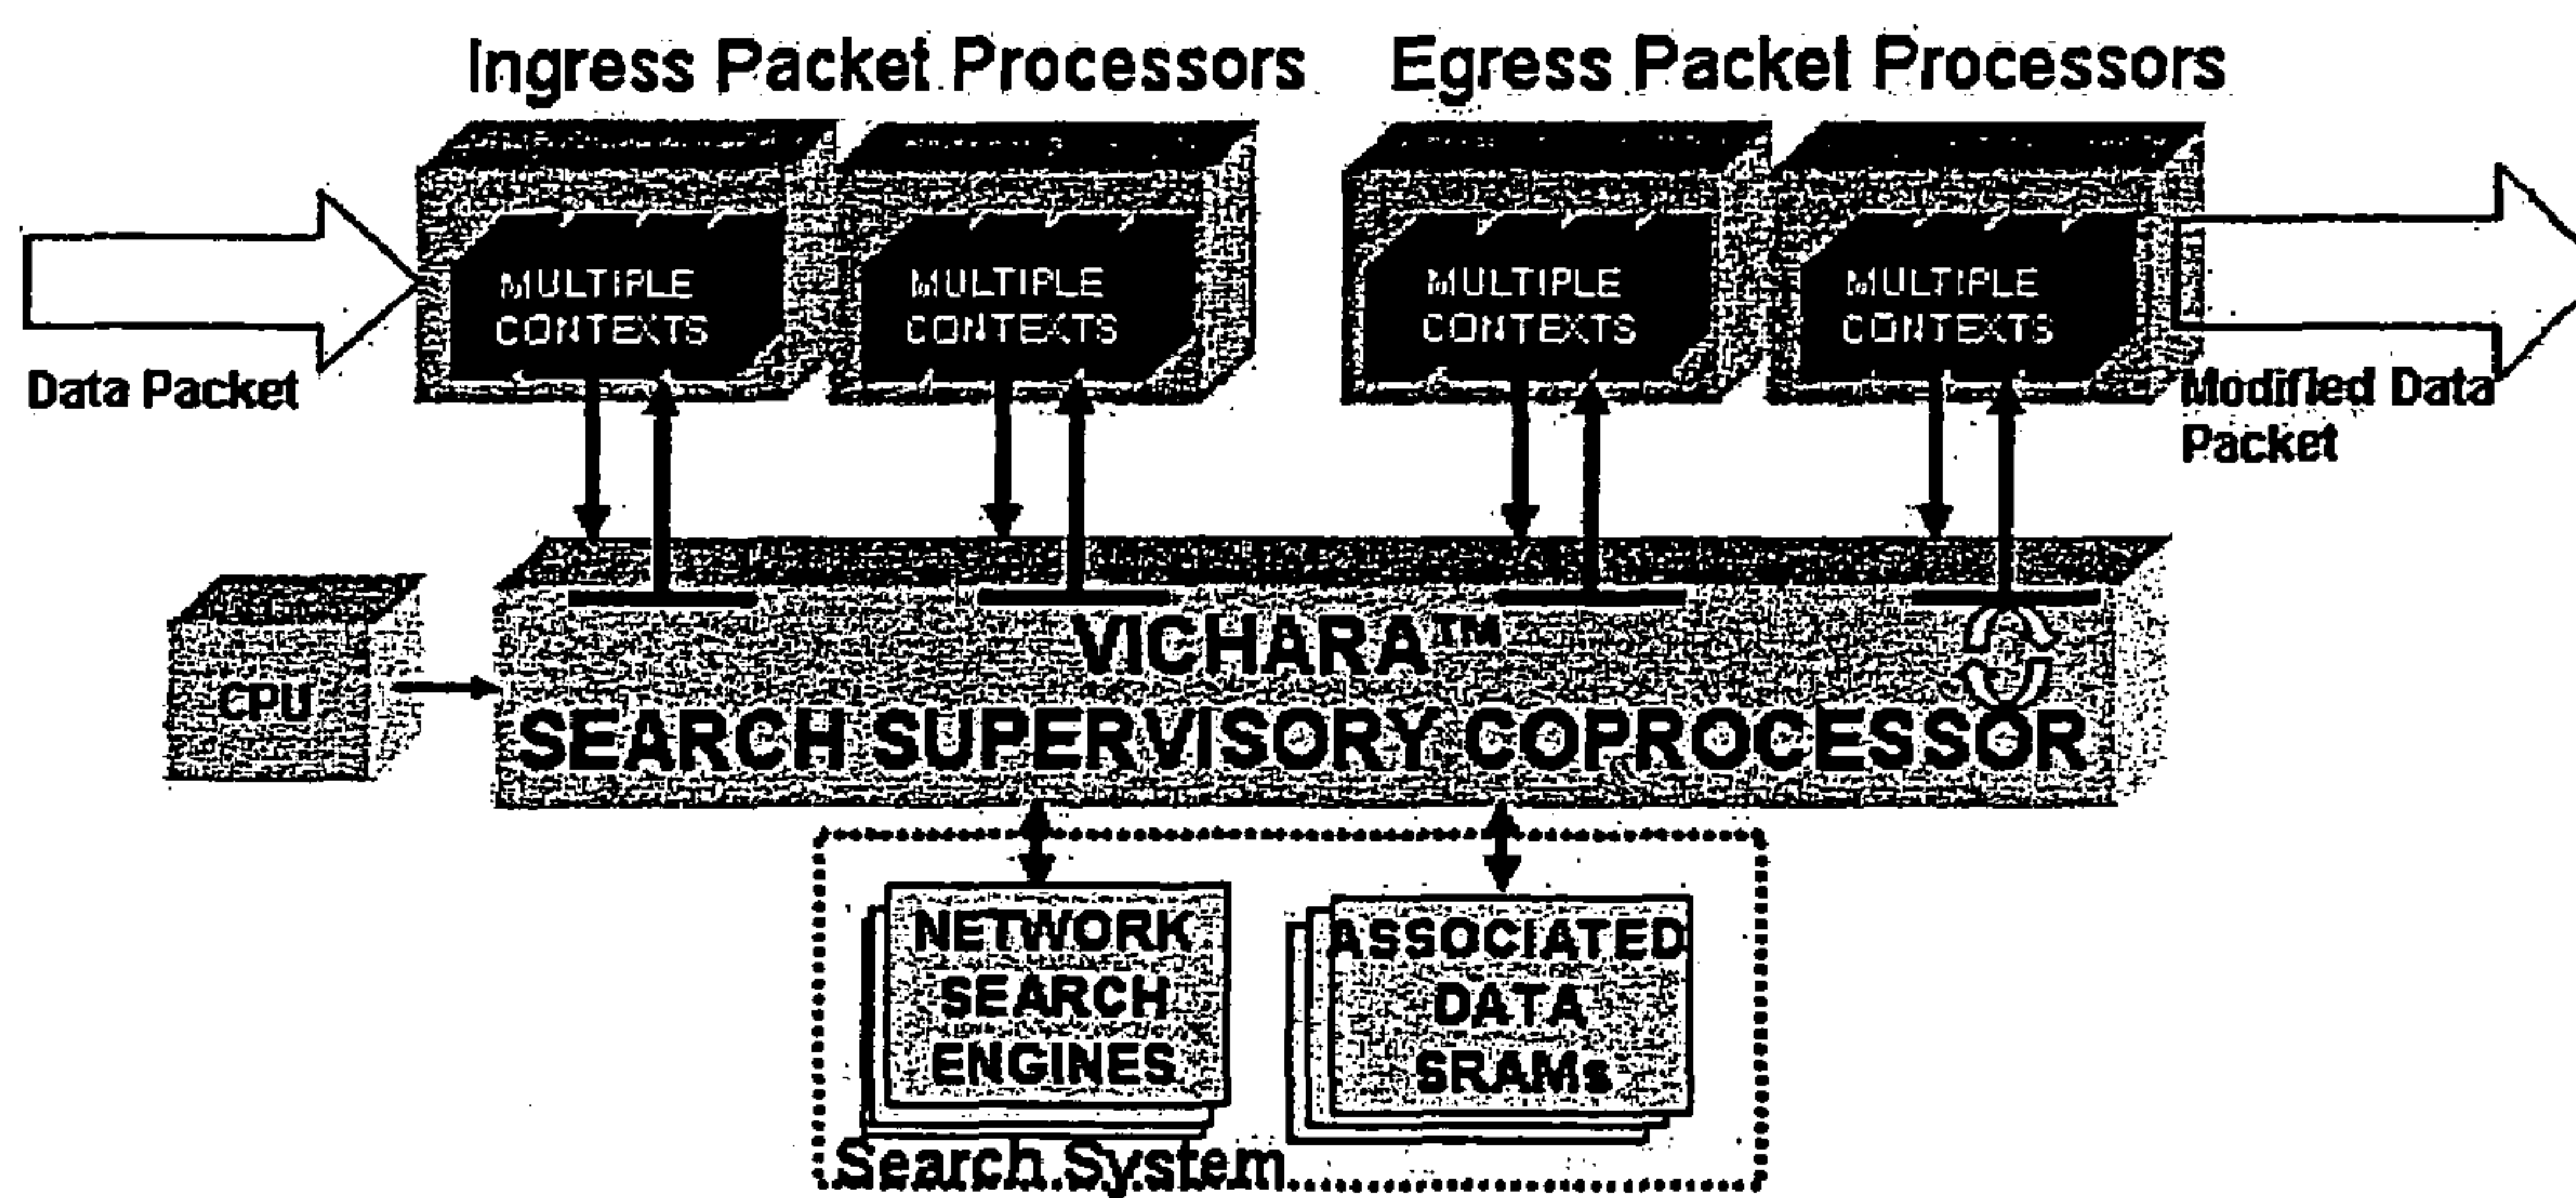 Ingress Packet Processors
Egress Packet Processors
MULTIPLE
CONTEXTS
MULTIPLE
CONTEXTS
MULTIPLE
CONTEXTS
MULTIPLE
CONTEXTS
Data Packet
Modified Data
Packet
CPU
VICHARA™
SEARCH SUPERVISORY COPROCESSOR
NETWORK
SEARCH
ENGINES
ASSOCIATED
DATA
SRAMs
Search System